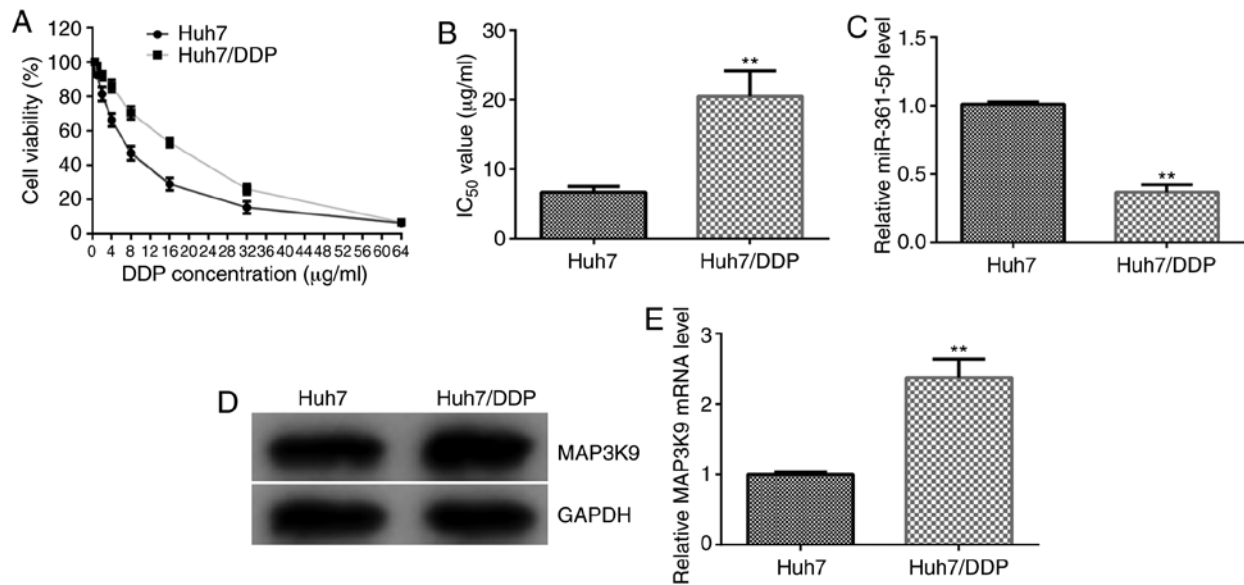 A
Cell viability (%)
120
100
80
60
40
20
0
Huh7
Huh7/DDP
0 4 8 12 16 20 24 28 32 36 40 44 48 52 56 60 64
DDP concentration (μg/ml)
B
IC50 value (μg/ml)
30
20
10
0
**
Huh7 Huh7/DDP
C
Relative miR-361-5p level
1.5
1.0
0.5
0.0
**
Huh7 Huh7/DDP
D
Huh7 Huh7/DDP
MAP3K9
GAPDH
E
Relative MAP3K9 mRNA level
3
2
1
0
**
Huh7 Huh7/DDP